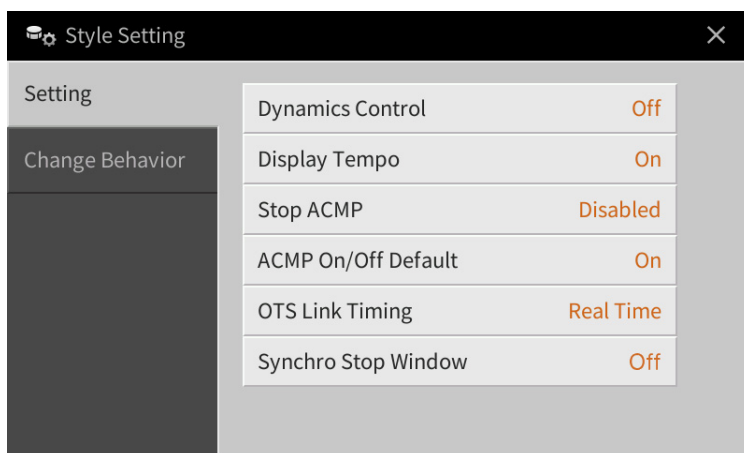 Style Setting
Setting
Change Behavior
Dynamics Control Off
Display Tempo On
Stop ACMP Disabled
ACMP On/Off Default On
OTS Link Timing Real Time
Synchro Stop Window Off